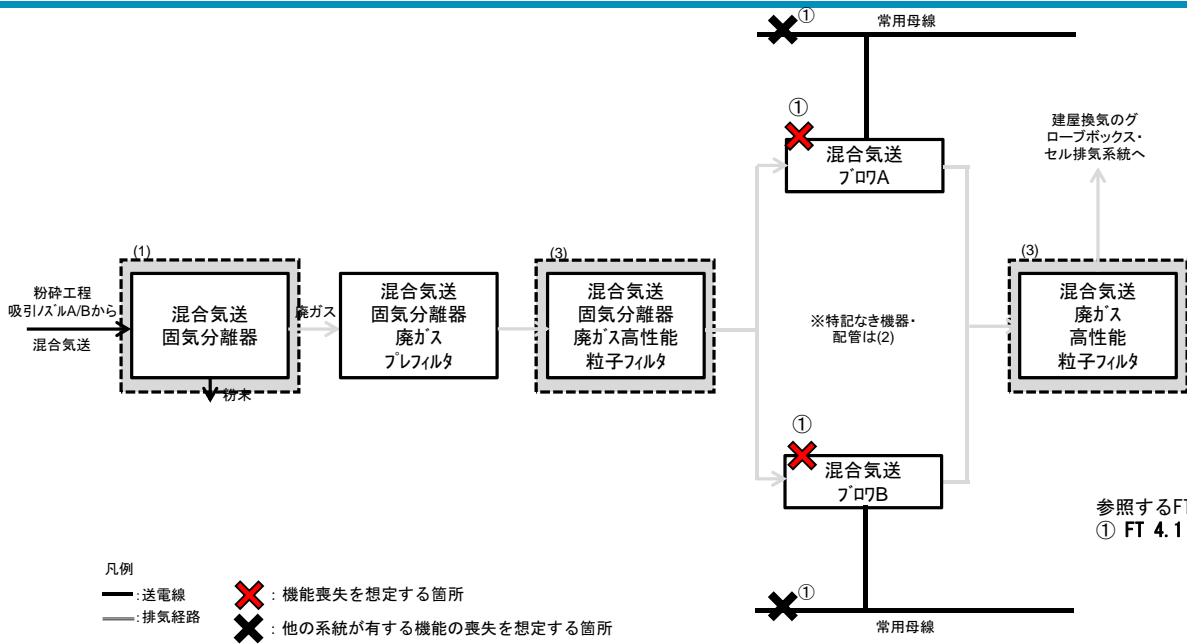 ①
常用母線
①
混合気送
ブロワA
建屋換気のグ
ローブボックス・
セル排気系統へ
(1)
粉砕工程
吸引ノズルA/Bから
混合気送
混合気送
固気分離器
粉末
廃ガス
混合気送
固気分離器
廃ガス
プレフィルタ
(3)
混合気送
固気分離器
廃ガス高性能
粒子フィルタ
※特記なき機器・
配管は(2)
(3)
混合気送
廃ガス
高性能
粒子フィルタ
①
混合気送
ブロワB
参照するFT
① FT 4.1
①
常用母線
凡例
:送電線
:排気経路
: 機能喪失を想定する箇所
: 他の系統が有する機能の喪失を想定する箇所